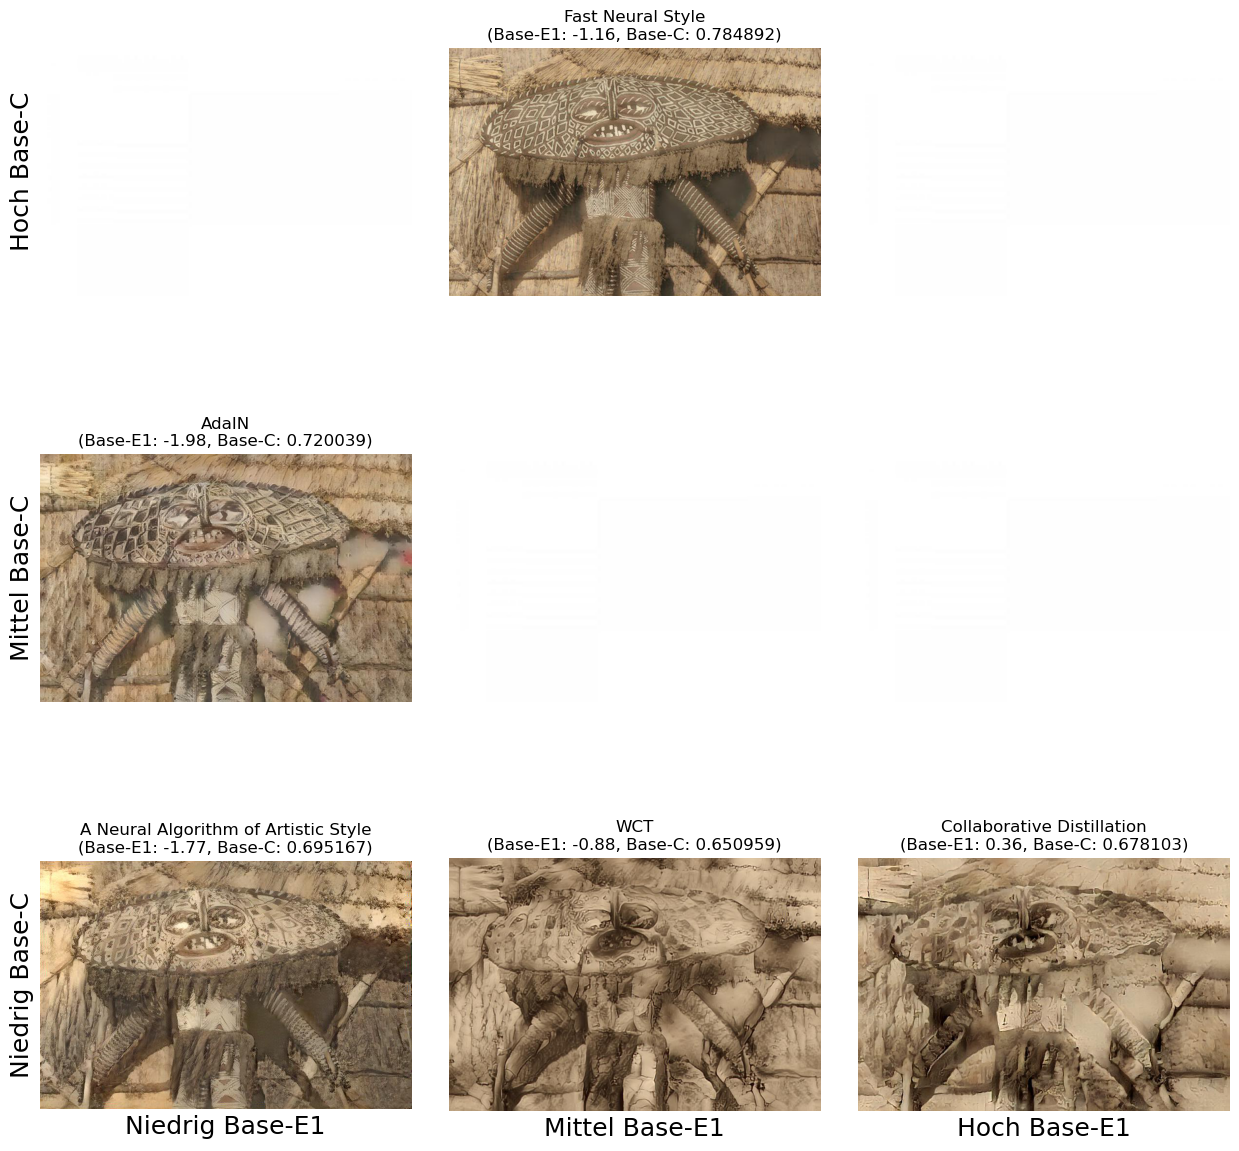 Fast Neural Style
(Base-E1: -1.16, Base-C: 0.784892)
Hoch Base-C
AdaIN
(Base-E1: -1.98, Base-C: 0.720039)
Mittel Base-C
A Neural Algorithm of Artistic Style
(Base-E1: -1.77, Base-C: 0.695167)
WCT
(Base-E1: -0.88, Base-C: 0.650959)
Collaborative Distillation
(Base-E1: 0.36, Base-C: 0.678103)
Niedrig Base-C
Niedrig Base-E1
Mittel Base-E1
Hoch Base-E1